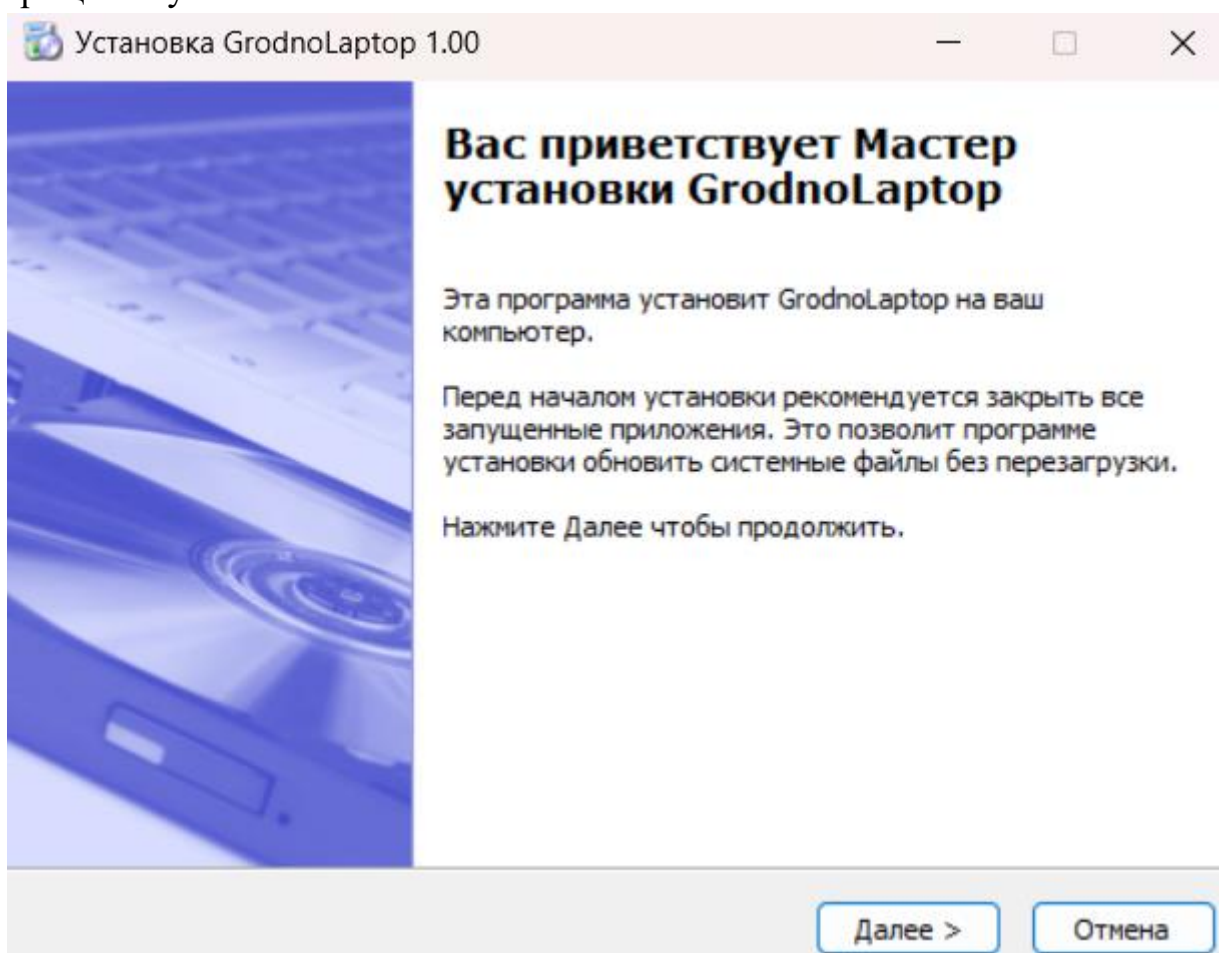 Установка GrodnoLaptop 1.00
Вас приветствует Мастер
установки GrodnoLaptop
Эта программа установит GrodnoLaptop на ваш
компьютер.
Перед началом установки рекомендуется закрыть все
запущенные приложения. Это позволит программе
установки обновить системные файлы без перезагрузки.
Нажмите Далее чтобы продолжить.
Далее >
Отмена